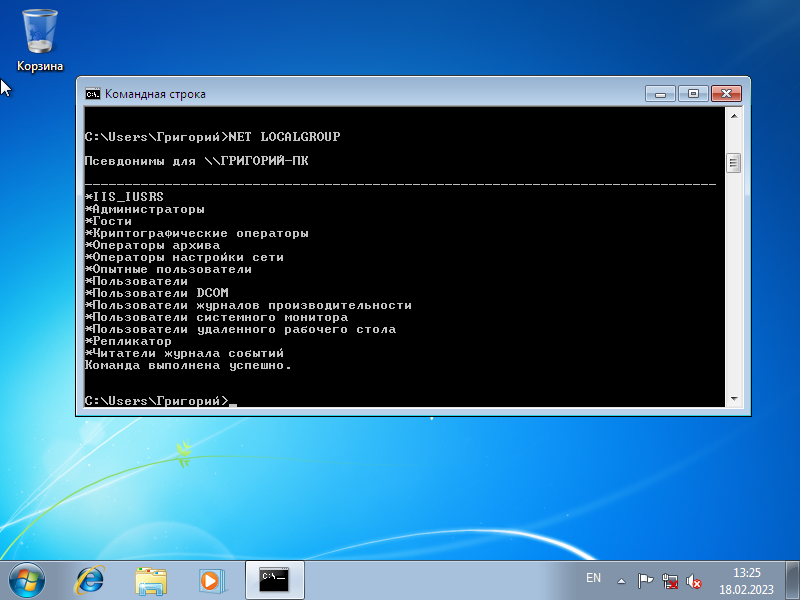 Корзина
Командная строка
C:\Users\Григорий>NET LOCALGROUP
Псевдонимы для \\ГРИГОРИЙ-ПК
-------------------------------------------------------------------------------
*IIS_IUSRS
*Администраторы
*Гости
*Криптографические операторы
*Операторы архива
*Операторы настройки сети
*Опытные пользователи
*Пользователи
*Пользователи DCOM
*Пользователи журналов производительности
*Пользователи системного монитора
*Пользователи удаленного рабочего стола
*Репликатор
*Читатели журнала событий
Команда выполнена успешно.
C:\Users\Григорий>_
EN
13:25
18.02.2023